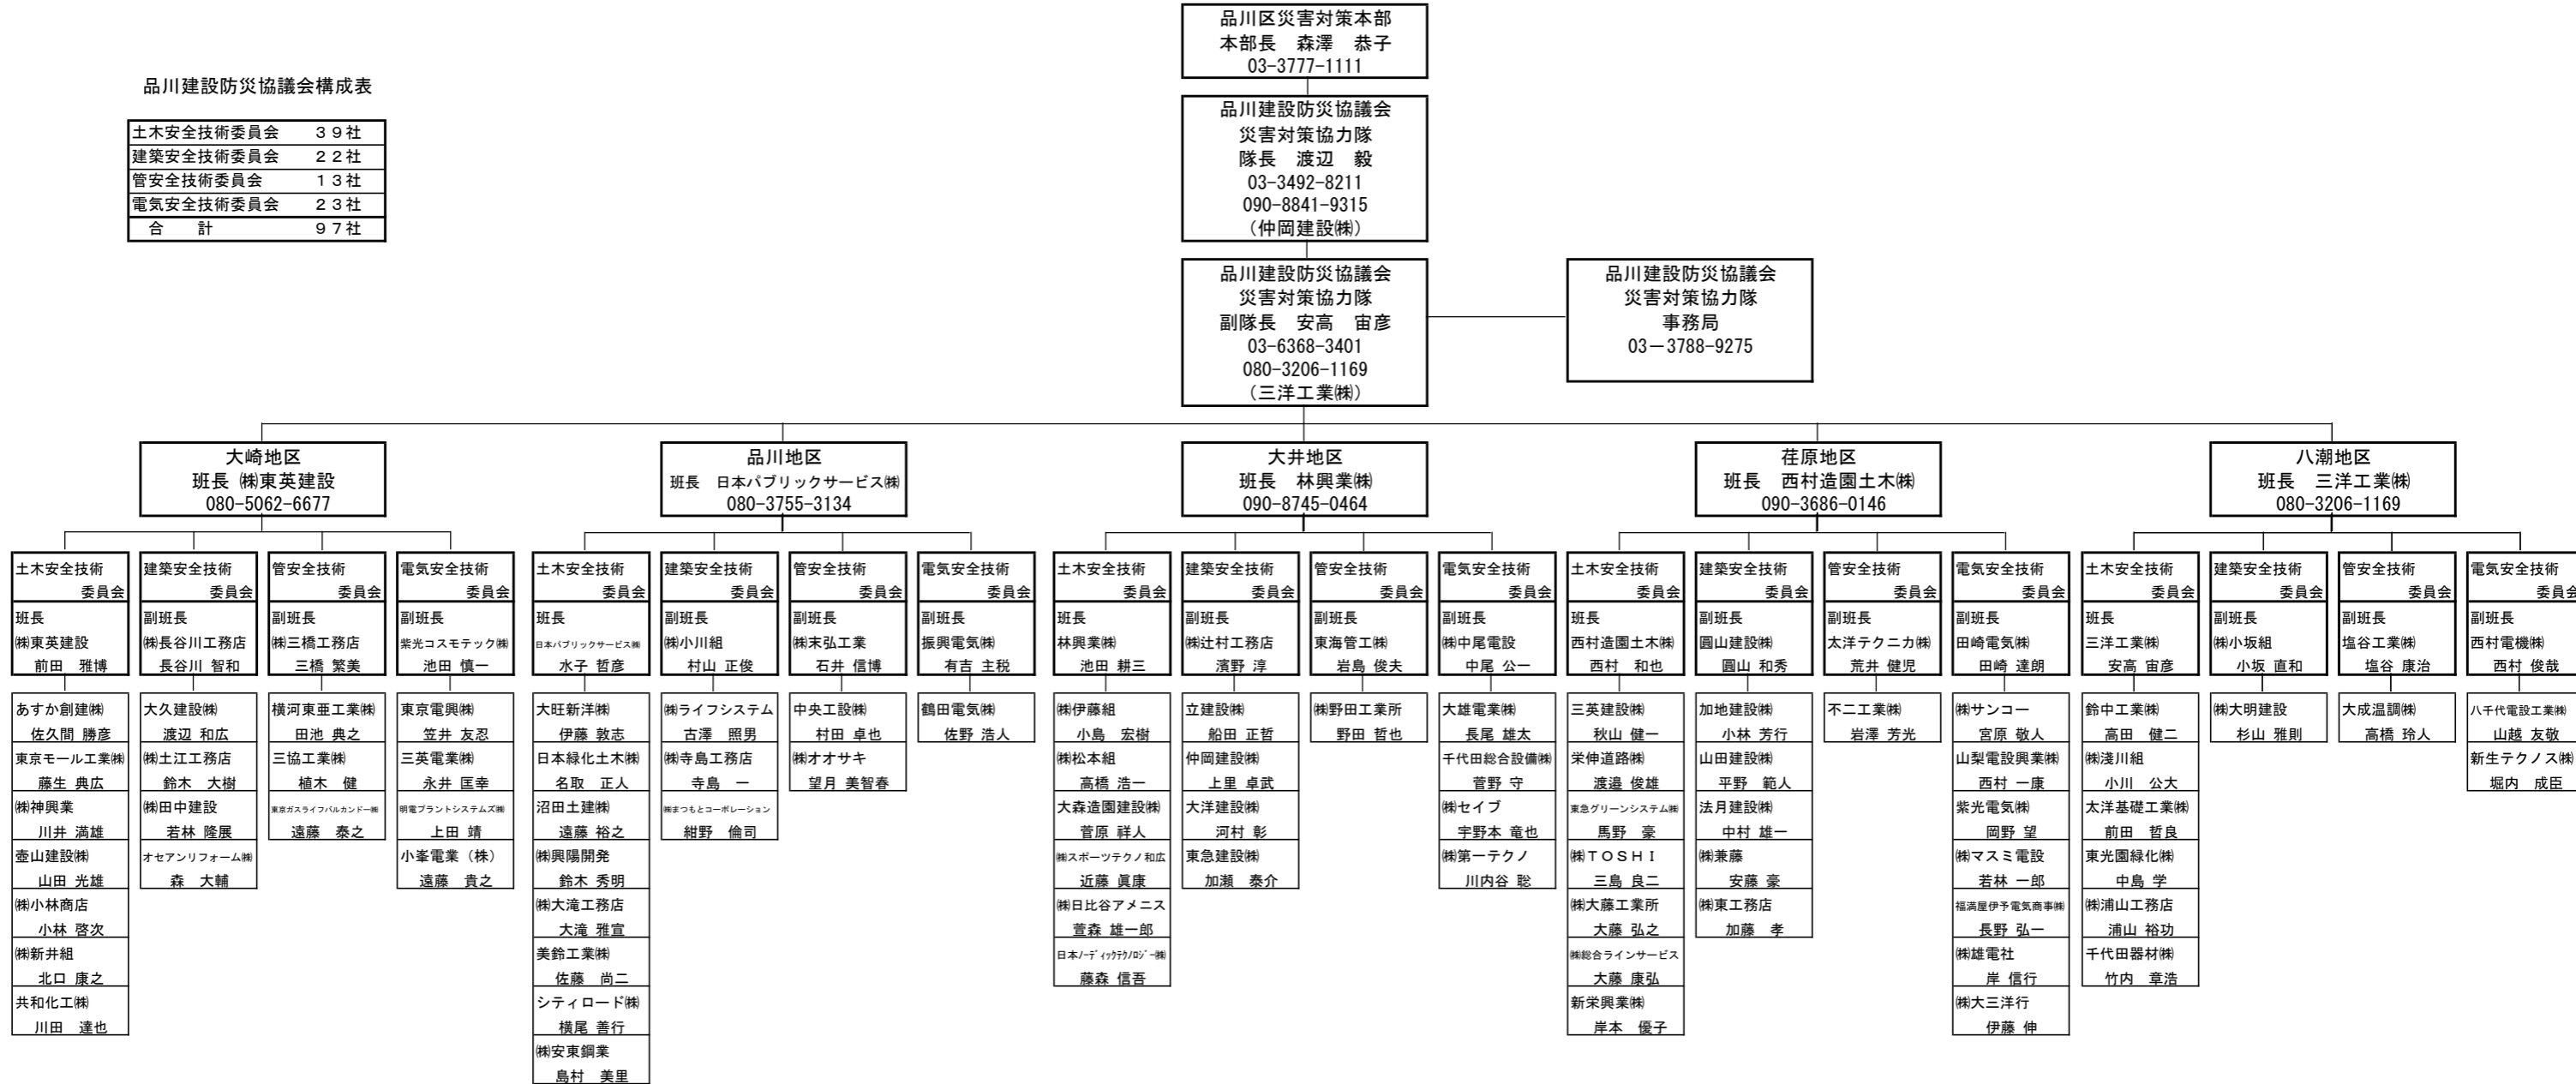 品川建設防災協議会構成表
土木安全技術委員会　３９社
建築安全技術委員会　２２社
管安全技術委員会　１３社
電気安全技術委員会　２３社
合　　計　９７社
品川区災害対策本部
本部長　森澤　恭子
03-3777-1111
品川建設防災協議会
災害対策協力隊
隊長　渡辺　毅
03-3492-8211
090-8841-9315
（仲岡建設㈱）
品川建設防災協議会
災害対策協力隊
副隊長　安高　宙彦
03-6368-3401
080-3206-1169
（三洋工業㈱）
品川建設防災協議会
災害対策協力隊
事務局
03－3788-9275
大崎地区
班長 ㈱東英建設
080-5062-6677
土木安全技術
委員会
班長
㈱東英建設
前田　雅博
あすか創建㈱
佐久間 勝彦
東京モール工業㈱
藤生 典広
㈱神興業
川井 満雄
壺山建設㈱
山田 光雄
㈱小林商店
小林 啓次
㈱新井組
北口 康之
共和化工㈱
川田　達也
建築安全技術
委員会
副班長
㈱長谷川工務店
長谷川 智和
大久建設㈱
渡辺 和広
㈱土江工務店
鈴木　大樹
㈱田中建設
若林 隆展
オセアンリフォーム㈱
森　大輔
管安全技術
委員会
副班長
㈱三橋工務店
三橋 繁美
横河東亜工業㈱
田池 典之
三協工業㈱
植木　健
東京ガスライフバルカンドー㈱
遠藤　泰之
電気安全技術
委員会
副班長
紫光コスモテック㈱
池田 慎一
東京電興㈱
笠井 友忍
三英電業㈱
永井 匡幸
明電プラントシステムズ㈱
上田 靖
小峯電業（株）
遠藤　貴之
品川地区
班長　日本パブリックサービス㈱
080-3755-3134
土木安全技術
委員会
班長
日本パブリックサービス㈱
水子 哲彦
大旺新洋㈱
伊藤 敦志
日本緑化土木㈱
名取　正人
沼田土建㈱
遠藤 裕之
㈱興陽開発
鈴木 秀明
㈱大滝工務店
大滝 雅宣
美鈴工業㈱
佐藤　尚二
シティロード㈱
横尾 善行
㈱安東鋼業
島村　美里
建築安全技術
委員会
副班長
㈱小川組
村山 正俊
㈱ライフシステム
古澤　照男
㈱寺島工務店
寺島　一
㈱まつもとコーポレーション
紺野　倫司
管安全技術
委員会
副班長
㈱末弘工業
石井 信博
中央工設㈱
村田 卓也
㈱オオサキ
望月 美智春
電気安全技術
委員会
副班長
振興電気㈱
有吉 主税
鶴田電気㈱
佐野 浩人
大井地区
班長　林興業㈱
090-8745-0464
土木安全技術
委員会
班長
林興業㈱
池田 耕三
㈱伊藤組
小島　宏樹
㈱松本組
高橋 浩一
大森造園建設㈱
菅原 祥人
㈱スポーツテクノ和広
近藤 眞康
㈱日比谷アメニス
萱森 雄一郎
日本ﾉｰﾃﾞｨｯｸﾃｸﾉﾛｼﾞｰ㈱
藤森 信吾
建築安全技術
委員会
副班長
㈱辻村工務店
濱野 淳
立建設㈱
船田 正哲
仲岡建設㈱
上里 卓武
大洋建設㈱
河村 彰
東急建設㈱
加瀬　泰介
管安全技術
委員会
副班長
東海管工㈱
岩島 俊夫
㈱野田工業所
野田 哲也
電気安全技術
委員会
副班長
㈱中尾電設
中尾 公一
大雄電業㈱
長尾 雄太
千代田総合設備㈱
菅野 守
㈱セイブ
宇野本 竜也
㈱第一テクノ
川内谷 聡
荏原地区
班長　西村造園土木㈱
090-3686-0146
土木安全技術
委員会
班長
西村造園土木㈱
西村　和也
三英建設㈱
秋山 健一
栄伸道路㈱
渡邉 俊雄
東急グリーンシステム㈱
馬野　豪
㈱ＴＯＳＨＩ
三島 良二
㈱大藤工業所
大藤 弘之
㈱総合ラインサービス
大藤 康弘
新栄興業㈱
岸本　優子
建築安全技術
委員会
副班長
圓山建設㈱
圓山 和秀
加地建設㈱
小林 芳行
山田建設㈱
平野 範人
法月建設㈱
中村 雄一
㈱兼藤
安藤 豪
㈱東工務店
加藤　孝
管安全技術
委員会
副班長
太洋テクニカ㈱
荒井 健児
不二工業㈱
岩澤 芳光
電気安全技術
委員会
副班長
田崎電気㈱
田崎 達朗
㈱サンコー
宮原 敬人
山梨電設興業㈱
西村 一康
紫光電気㈱
岡野 望
㈱マスミ電設
若林 一郎
福満屋伊予電気商事㈱
長野 弘一
㈱雄電社
岸 信行
㈱大三洋行
伊藤 伸
八潮地区
班長　三洋工業㈱
080-3206-1169
土木安全技術
委員会
班長
三洋工業㈱
安高 宙彦
鈴中工業㈱
高田　健二
㈱淺川組
小川　公大
太洋基礎工業㈱
前田　哲良
東光園緑化㈱
中島 学
㈱浦山工務店
浦山 裕功
千代田器材㈱
竹内　章浩
建築安全技術
委員会
副班長
㈱小坂組
小坂 直和
㈱大明建設
杉山 雅則
管安全技術
委員会
副班長
塩谷工業㈱
塩谷 康治
大成温調㈱
高橋 玲人
電気安全技術
委員会
副班長
西村電機㈱
西村 俊哉
八千代電設工業㈱
山越 友敬
新生テクノス㈱
堀内　成臣